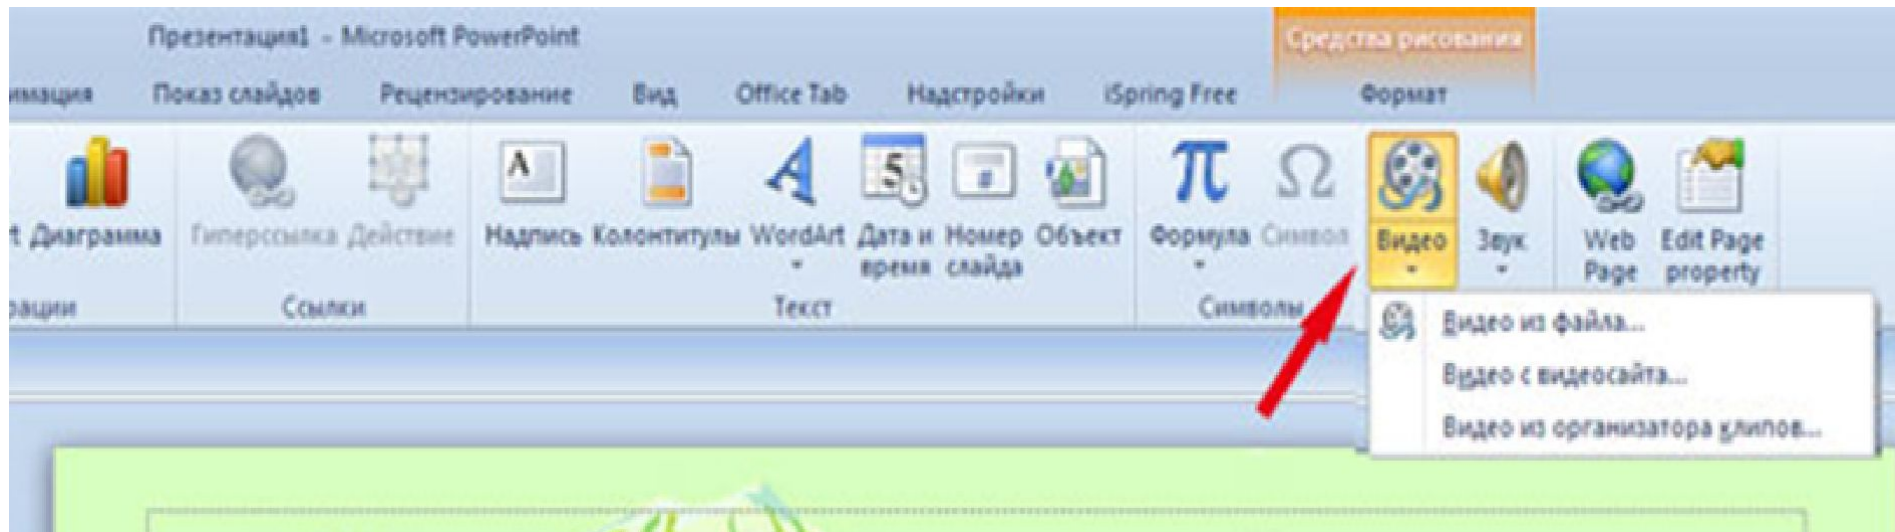 Презентация1 - Microsoft PowerPoint
Средства рисования
имация Показ слайдов Рецензирование Вид Office Tab Надстройки iSpring Free Формат
t Диаграмма Гиперссылка Действие Надпись Колонтитулы WordArt Дата и время Номер слайда Объект Формула Символ Видео Звук Web Page Edit Page property
рации Ссылки Текст Символы
Видео из файла...
Видео с видеосайта...
Видео из организатора клипов...